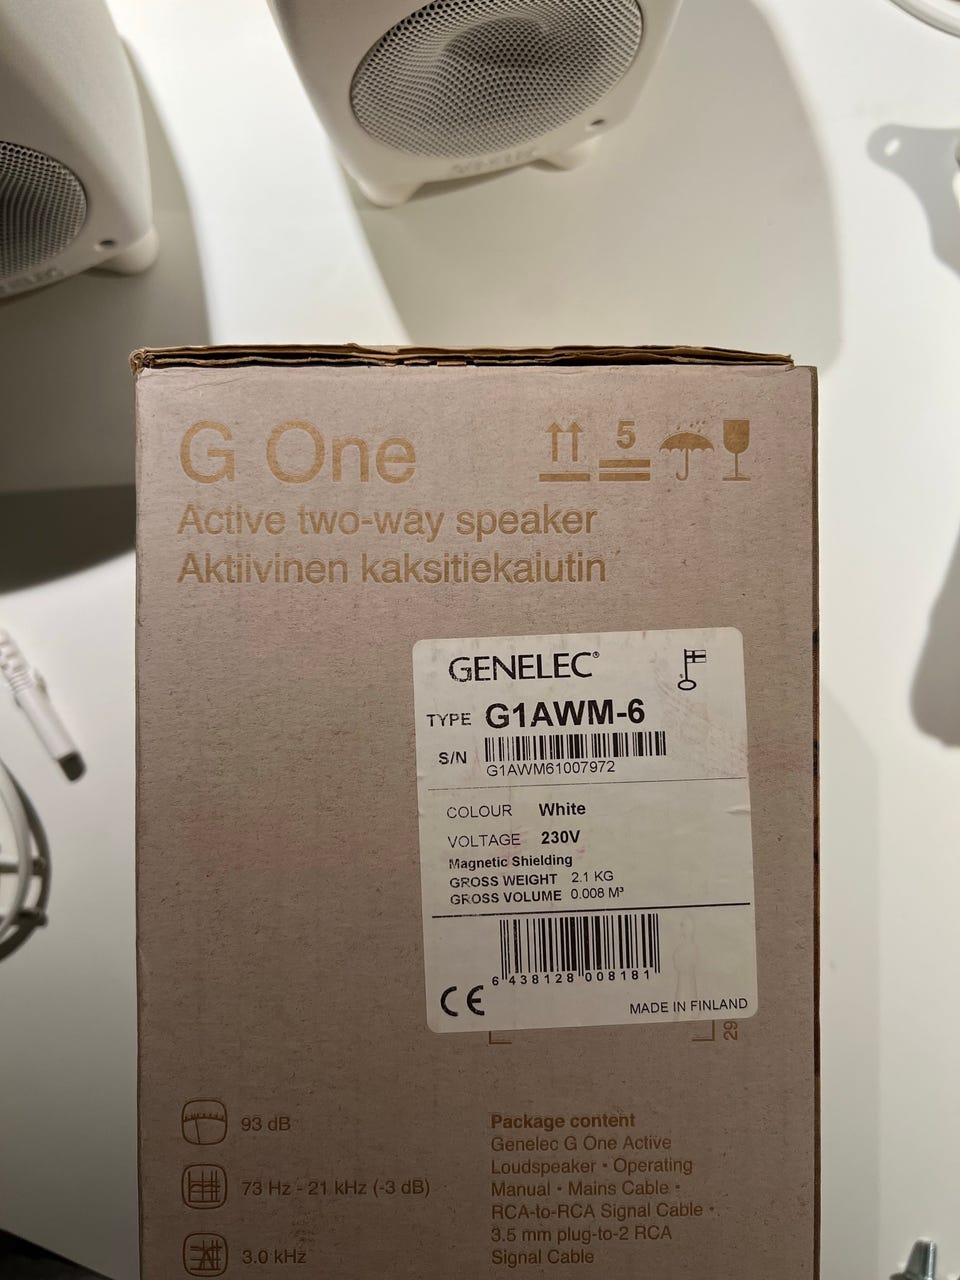 G One
5
Active two-way speaker
Aktiivinen kaksitiekaiutin
GENELEC®
TYPE G1AWM-6
S/N
G1AWM61007972
COLOUR White
VOLTAGE 230V
Magnetic Shielding
GROSS WEIGHT 2.1 KG
GROSS VOLUME 0.008 M³
6 438128 008181
CE
MADE IN FINLAND
93 dB
73 Hz - 21 kHz (-3 dB)
3.0 kHz
Package content
Genelec G One Active
Loudspeaker • Operating
Manual • Mains Cable •
RCA-to-RCA Signal Cable •
3.5 mm plug-to-2 RCA
Signal Cable